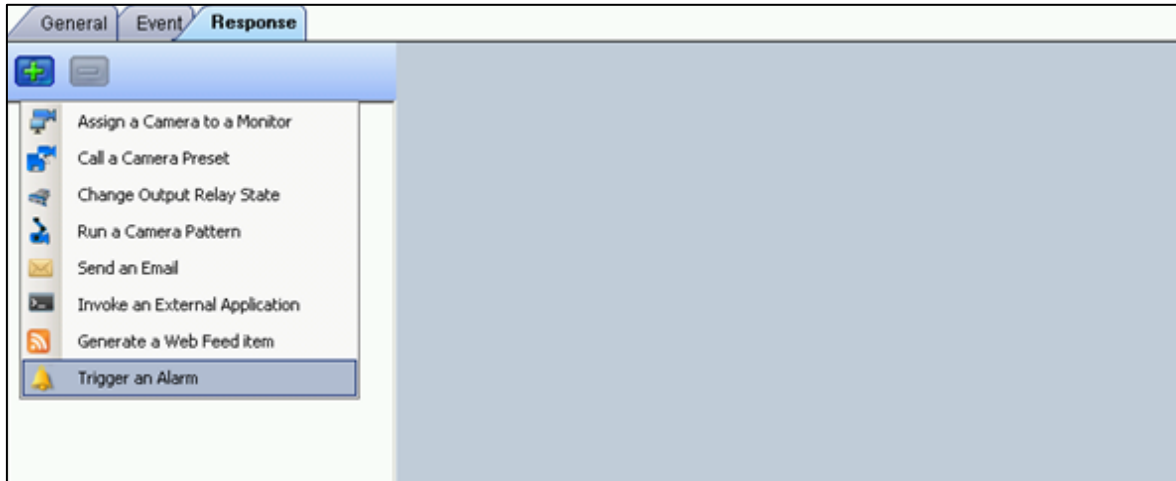 General Event Response
Assign a Camera to a Monitor
Call a Camera Preset
Change Output Relay State
Run a Camera Pattern
Send an Email
Invoke an External Application
Generate a Web Feed item
Trigger an Alarm